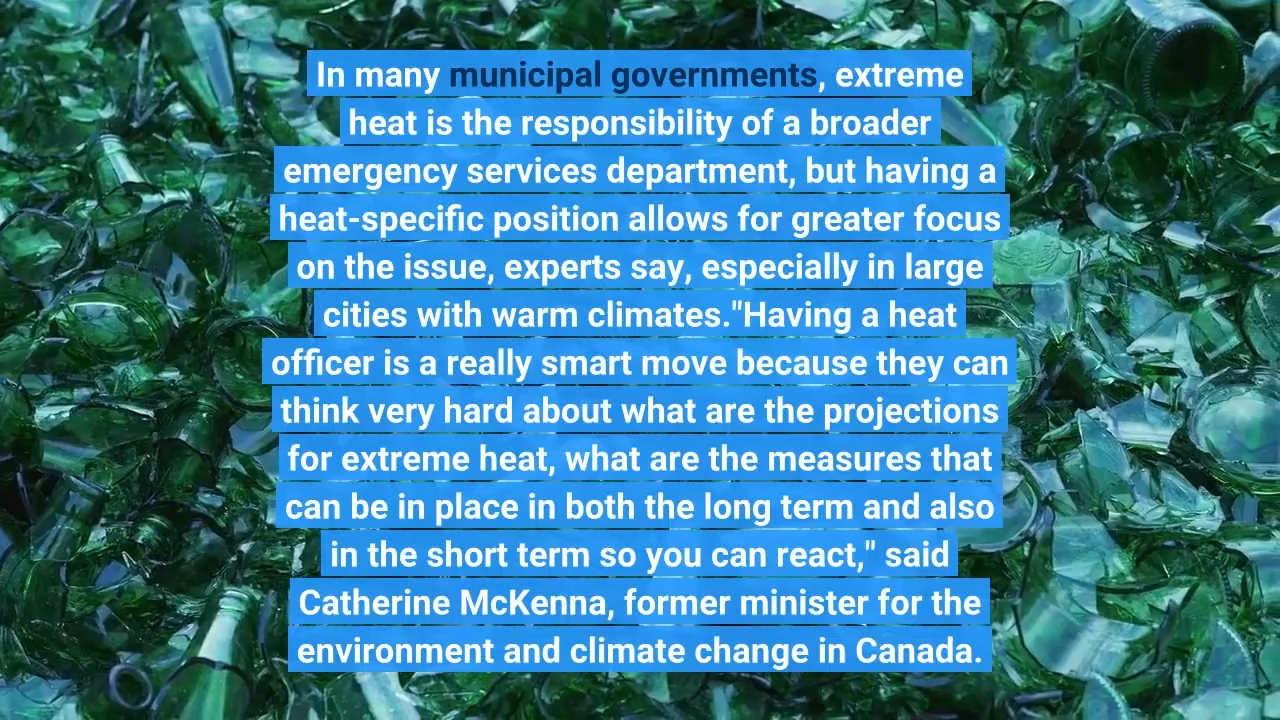 In many municipal governments, extreme
heat is the responsibility of a broader
emergency services department, but having a
heat-specific position allows for greater focus
on the issue, experts say, especially in large
cities with warm climates."Having a heat
officer is a really smart move because they can
think very hard about what are the projections
for extreme heat, what are the measures that
can be in place in both the long term and also
in the short term so you can react," said
Catherine McKenna, former minister for the
environment and climate change in Canada.